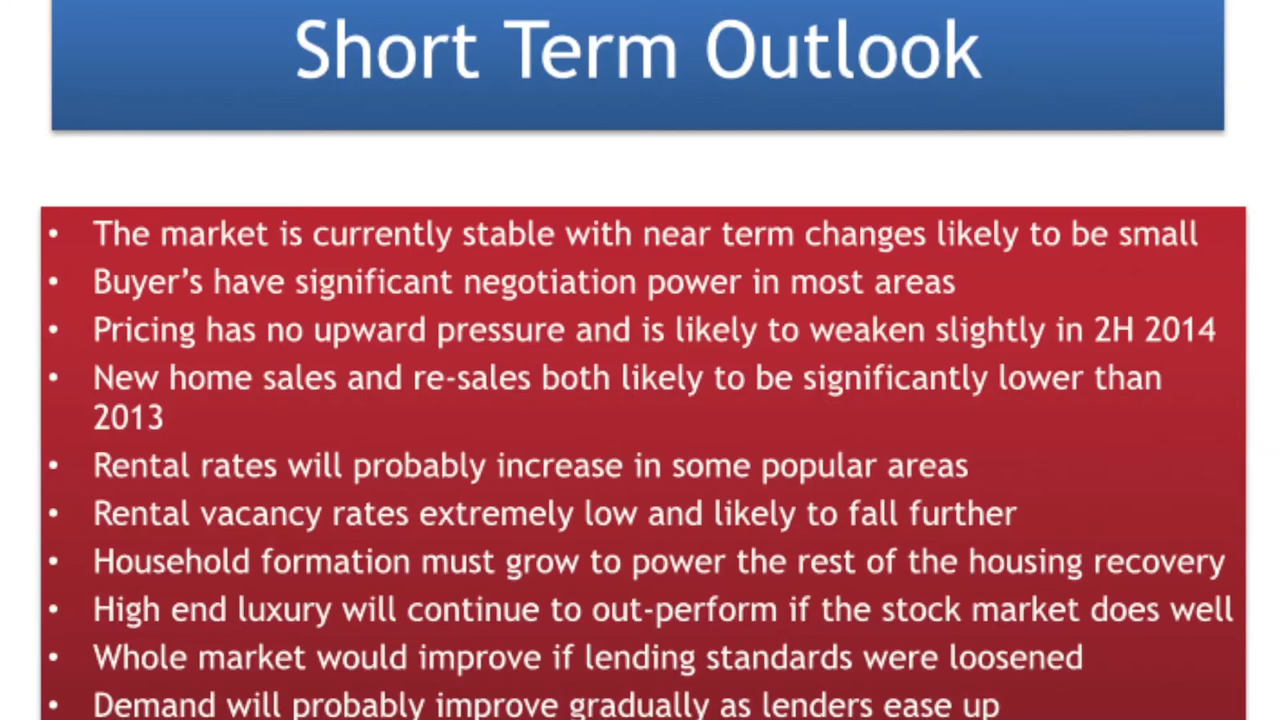 Short Term Outlook
• The market is currently stable with near term changes likely to be small
• Buyer's have significant negotiation power in most areas
• Pricing has no upward pressure and is likely to weaken slightly in 2H 2014
• New home sales and re-sales both likely to be significantly lower than
2013
• Rental rates will probably increase in some popular areas
• Rental vacancy rates extremely low and likely to fall further
• Household formation must grow to power the rest of the housing recovery
• High end luxury will continue to out-perform if the stock market does well
• Whole market would improve if lending standards were loosened
• Demand will probably improve gradually as lenders ease up